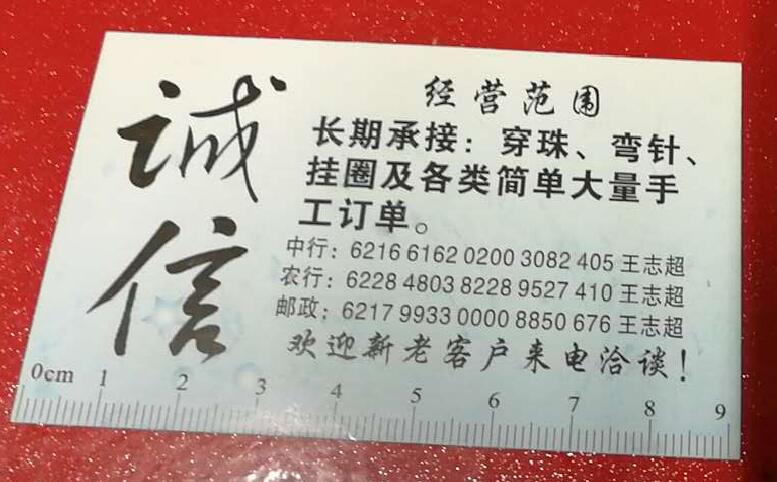 诚信
经营范围
长期承接：穿珠、弯针、
挂圈及各类简单大量手
工订单。
中行：6216 6162 0200 3082 405 王志超
农行：6228 4803 8228 9527 410 王志超
邮政：6217 9933 0000 8850 676 王志超
欢迎新老客户来电洽谈！
0cm 1 2 3 4 5 6 7 8 9